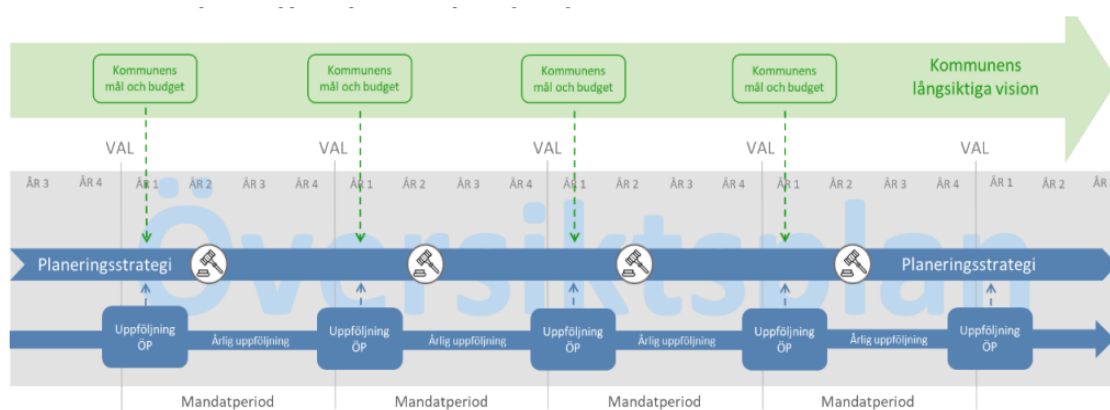 Kommunens
mål och budget
Kommunens
mål och budget
Kommunens
mål och budget
Kommunens
mål och budget
Kommunens
långsiktiga vision
VAL VAL VAL VAL VAL
ÅR 3 ÅR 4 ÅR 1 ÅR 2 ÅR 3 ÅR 4 ÅR 1 ÅR 2 ÅR 3 ÅR 4 ÅR 1 ÅR 2 ÅR 3 ÅR 4 ÅR 1 ÅR 2 ÅR 3 ÅR 4 ÅR 1 ÅR 2 ÅR
Översiktsplan
Planeringsstrategi Planeringsstrategi
Uppföljning
ÖP
Årlig uppföljning
Uppföljning
ÖP
Årlig uppföljning
Uppföljning
ÖP
Årlig uppföljning
Uppföljning
ÖP
Årlig uppföljning
Uppföljning
ÖP
Mandatperiod Mandatperiod Mandatperiod Mandatperiod